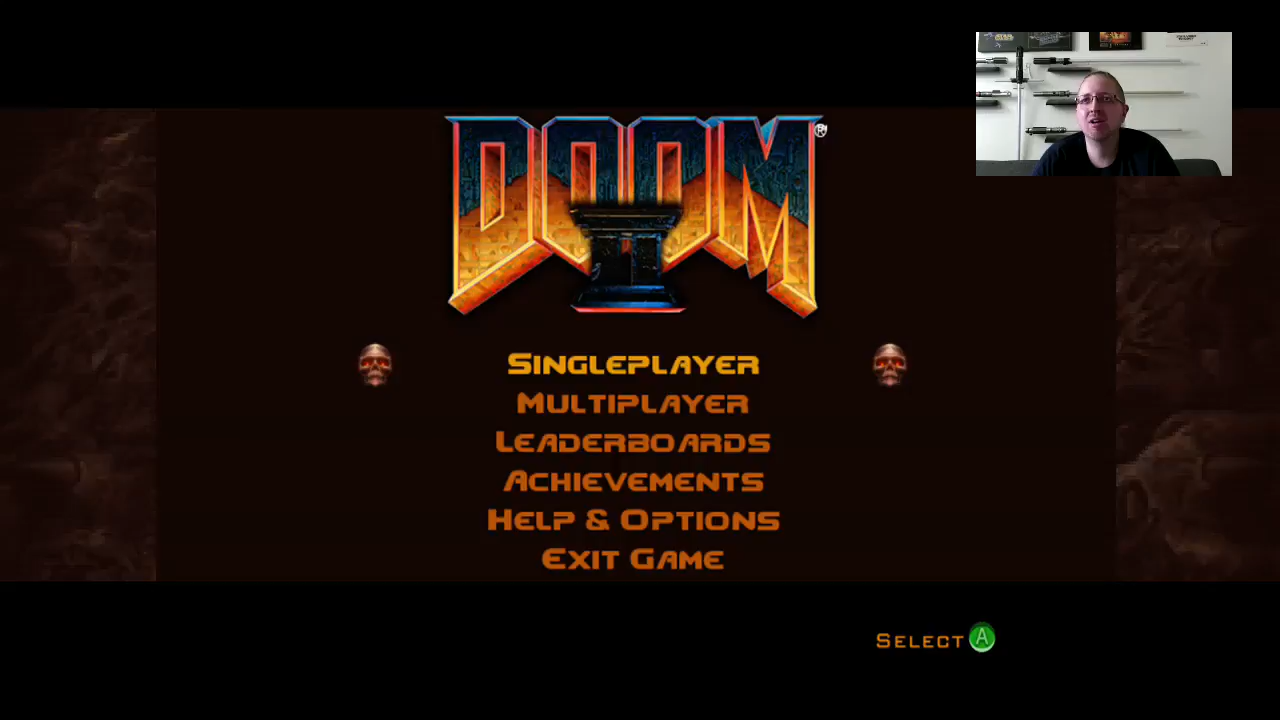 DOOM®
II
SINGLEPLAYER
MULTIPLAYER
LEADERBOARDS
ACHIEVEMENTS
HELP & OPTIONS
EXIT GAME
SELECT A